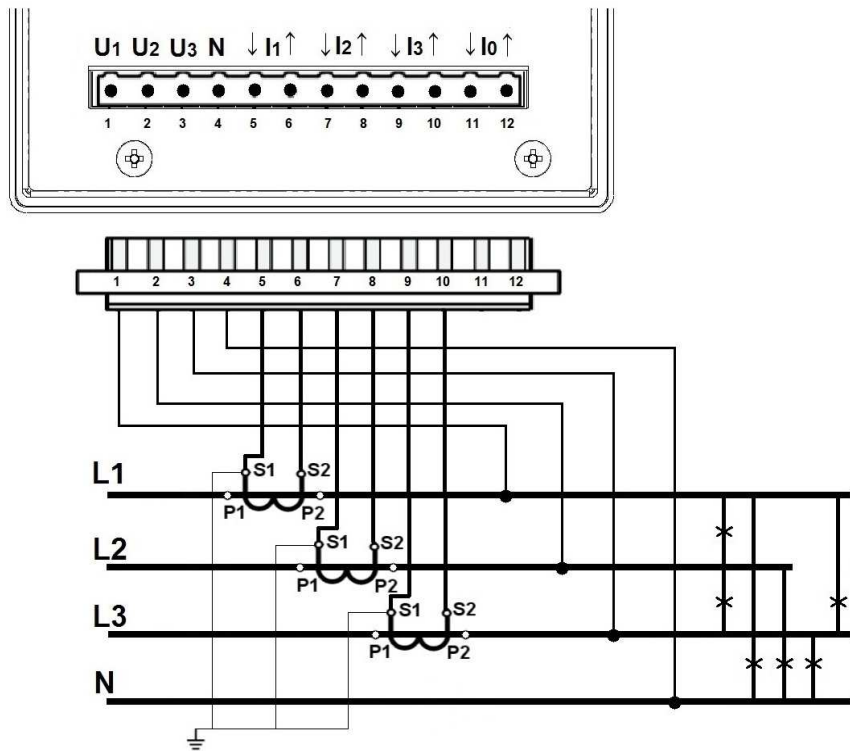 U1 U2 U3 N ↓ I1 ↑ ↓ I2 ↑ ↓ I3 ↑ ↓ I0 ↑
1 2 3 4 5 6 7 8 9 10 11 12
1 2 3 4 5 6 7 8 9 10 11 12
L1
S1 S2
P1 P2
L2
S1 S2
P1 P2
L3
S1 S2
P1 P2
N